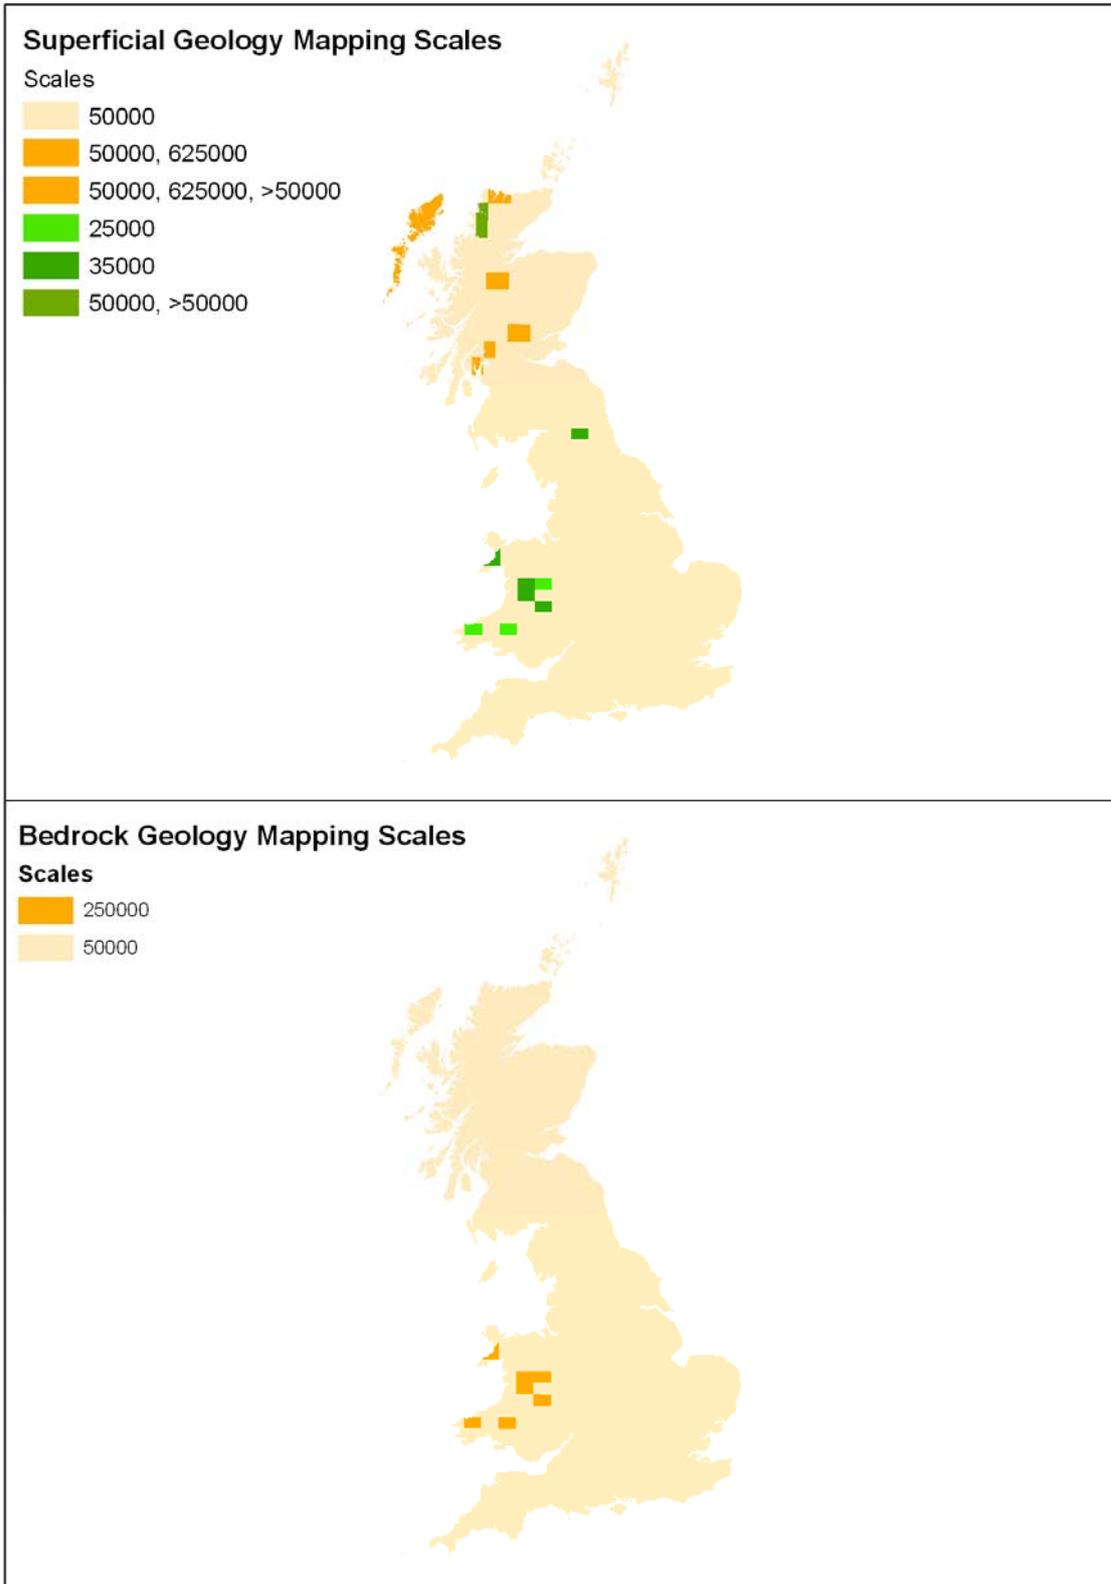 Superficial Geology Mapping Scales
Scales
50000
50000, 625000
50000, 625000, >50000
25000
35000
50000, >50000
Bedrock Geology Mapping Scales
Scales
250000
50000